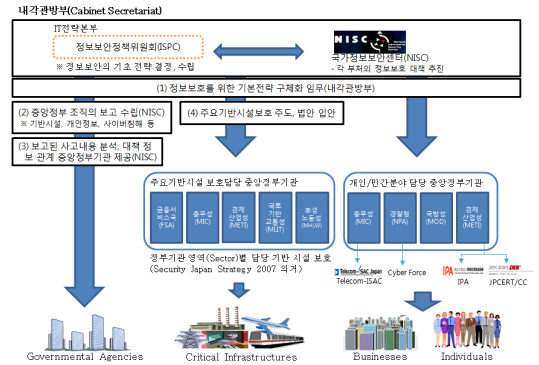 내각관방부(Cabinet Secretariat)
IT전략본부
정보보안정책위원회(ISPC)
※ 정보보안의 기초 전략 결정, 수립
NISC
국가정보보안센터(NISC)
- 각 부처의 정보보호 대책 추진
(1) 정보보호를 위한 기본전략 구체화 임무(내각관방부)
(2) 중앙정부 조직의 보고 수립(NISC)
※ 기반시설, 개인정보, 사이버침해 등
(4) 주요기반시설보호 주도, 법안 입안
(3) 보고된 사고내용 분석, 대책 정
보 관계 중앙정부기관 제공(NISC)
주요기반시설 보호담당 중앙경부기관
금융서
비스국
(FSA)
총무성
(MIC)
경제
산업성
(METI)
국토
기반
교통성
(MLIT)
후생
노동성
(MHLW)
개인/민간분야 담당 중앙경부기관
총무성
(MIC)
경찰청
(NPA)
국방성
(MOD)
경제
산업성
(METI)
정부기관 영역(Sector)별 담당 기반 시설 보호
(Security Japan Strategy 2007 의거)
Telecom-ISAC Japan
Telecom-ISAC
Cyber Force
IPA
IPA
JPCERT/CC
JPCERT/CC
Governmental Agencies
Critical Infrastructures
Businesses
Individuals